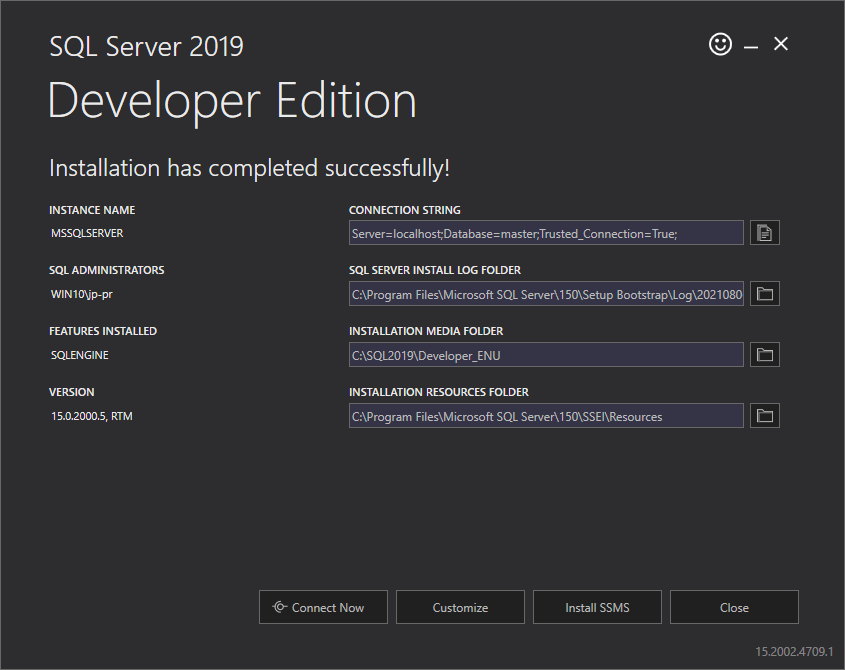 SQL Server 2019
Developer Edition
Installation has completed successfully!
INSTANCE NAME
MSSQLSERVER
CONNECTION STRING
Server=localhost;Database=master;Trusted_Connection=True;
SQL ADMINISTRATORS
WIN10\jp-pr
SQL SERVER INSTALL LOG FOLDER
C:\Program Files\Microsoft SQL Server\150\Setup Bootstrap\Log\2021080
FEATURES INSTALLED
SQLENGINE
INSTALLATION MEDIA FOLDER
C:\SQL2019\Developer_ENU
VERSION
15.0.2000.5, RTM
INSTALLATION RESOURCES FOLDER
C:\Program Files\Microsoft SQL Server\150\SSEI\Resources
Connect Now
Customize
Install SSMS
Close
15.2002.4709.1